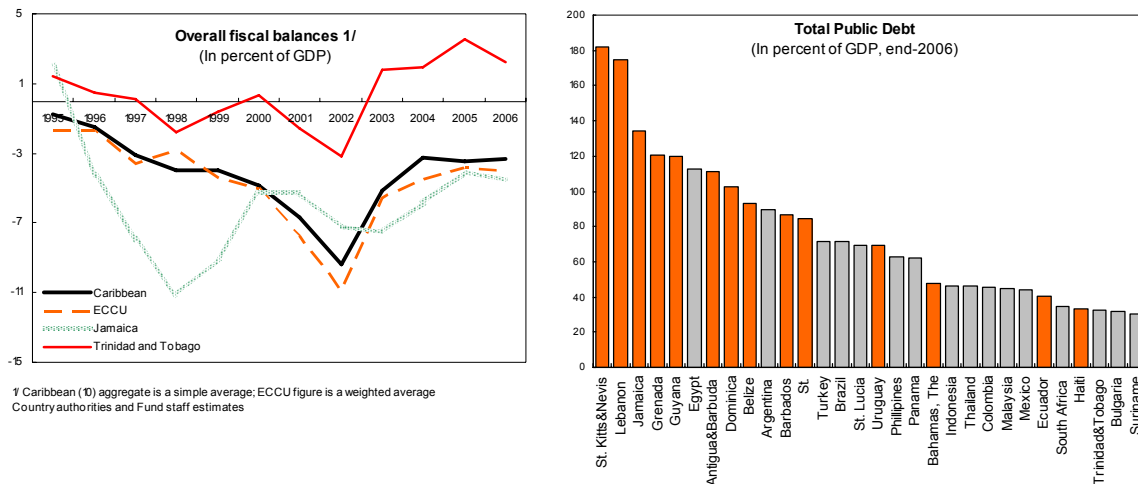 Overall fiscal balances 1/
(In percent of GDP)
5
1
-3
-7
-11
-15
1995 1996 1997 1998 1999 2000 2001 2002 2003 2004 2005 2006
Caribbean
ECCU
Jamaica
Trinidad and Tobago
1/ Caribbean (10) aggregate is a simple average; ECCU figure is a weighted average
Country authorities and Fund staff estimates
Total Public Debt
(In percent of GDP, end-2006)
200
180
160
140
120
100
80
60
40
20
0
St. Kitts&Nevis
Lebanon
Jamaica
Grenada
Guyana
Egypt
Antigua&Barbuda
Dominica
Belize
Argentina
Barbados
St.
Turkey
Brazil
St. Lucia
Uruguay
Phillipines
Panama
Bahamas, The
Indonesia
Thailand
Colombia
Malaysia
Mexico
Ecuador
South Africa
Haiti
Trinidad&Tobago
Bulgaria
Suriname